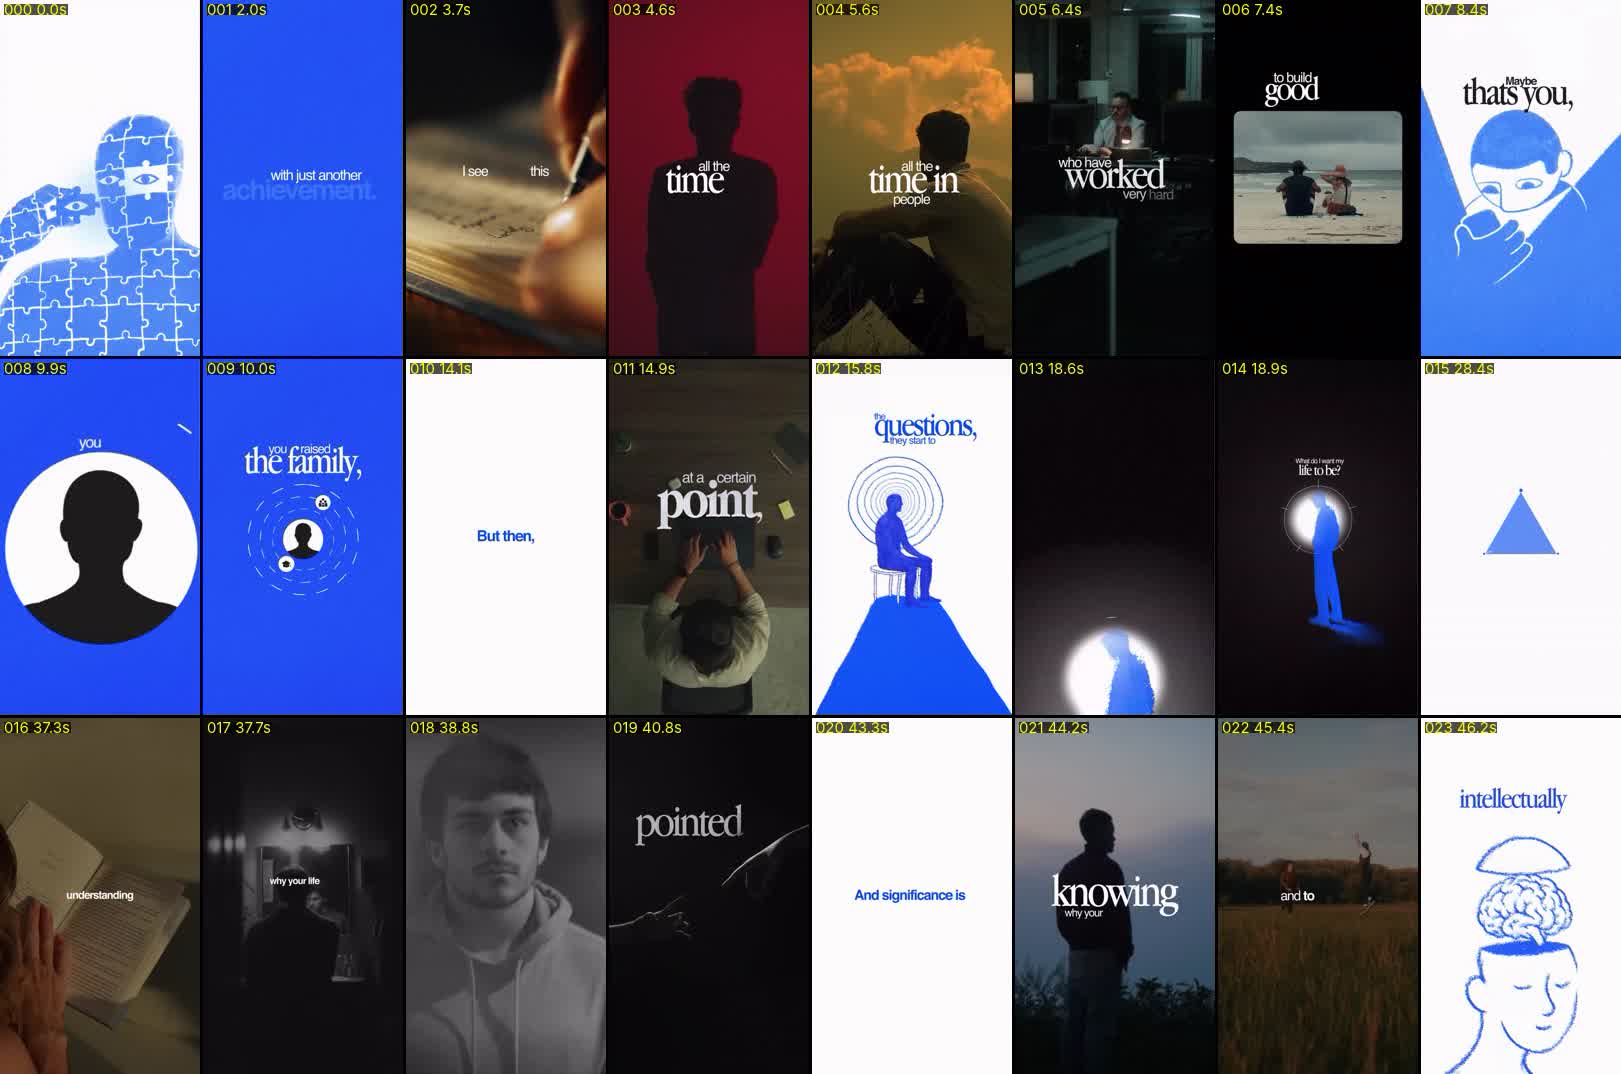 000 0.0s
001 2.0s
with just another
achievement.
002 3.7s
I see this
003 4.6s
all the
time
004 5.6s
all the
time in
people
005 6.4s
who have
worked
very hard
006 7.4s
to build
good
007 8.4s
Maybe
thats you,
008 9.9s
you
009 10.0s
you raised
the family,
010 14.1s
But then,
011 14.9s
at a certain
point,
012 15.8s
the
questions,
they start to
013 18.6s
014 18.9s
What do I want my
life to be?
015 28.4s
016 37.3s
understanding
017 37.7s
why your life
018 38.8s
019 40.8s
pointed
020 43.3s
And significance is
021 44.2s
knowing
why your
022 45.4s
and to
023 46.2s
intellectually